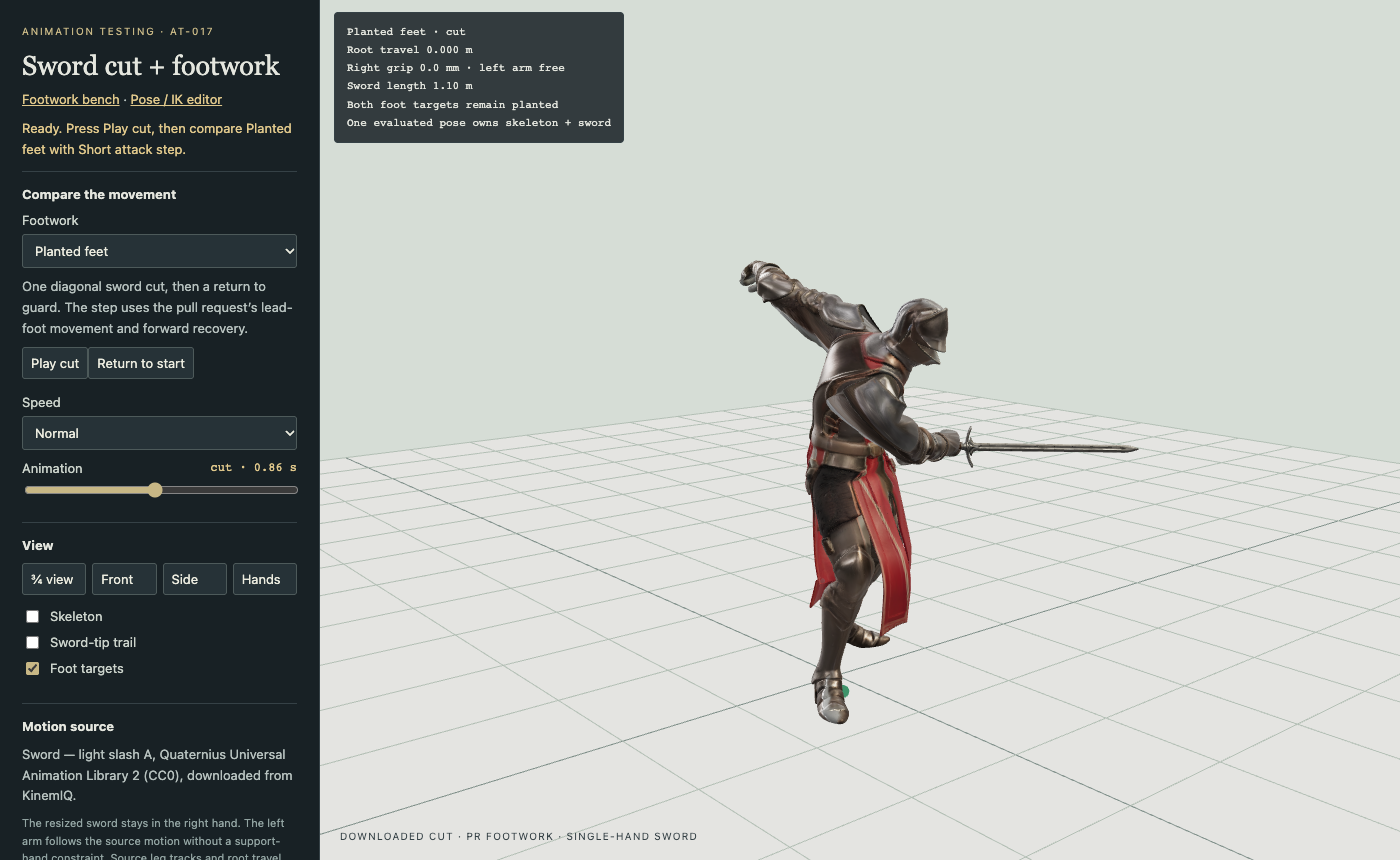 ANIMATION TESTING · AT-017
Sword cut + footwork
Footwork bench · Pose / IK editor
Ready. Press Play cut, then compare Planted
feet with Short attack step.
Compare the movement
Footwork
Planted feet
One diagonal sword cut, then a return to
guard. The step uses the pull request’s lead-
foot movement and forward recovery.
Play cut
Return to start
Speed
Normal
Animation
cut · 0.86 s
View
¾ view
Front
Side
Hands
Skeleton
Sword-tip trail
Foot targets
Motion source
Sword — light slash A, Quaternius Universal
Animation Library 2 (CC0), downloaded from
KinemIQ.
The resized sword stays in the right hand. The left
arm follows the source motion without a support-
hand constraint. Source leg tracks and root travel
Planted feet · cut
Root travel 0.000 m
Right grip 0.0 mm · left arm free
Sword length 1.10 m
Both foot targets remain planted
One evaluated pose owns skeleton + sword
DOWNLOADED CUT · PR FOOTWORK · SINGLE-HAND SWORD